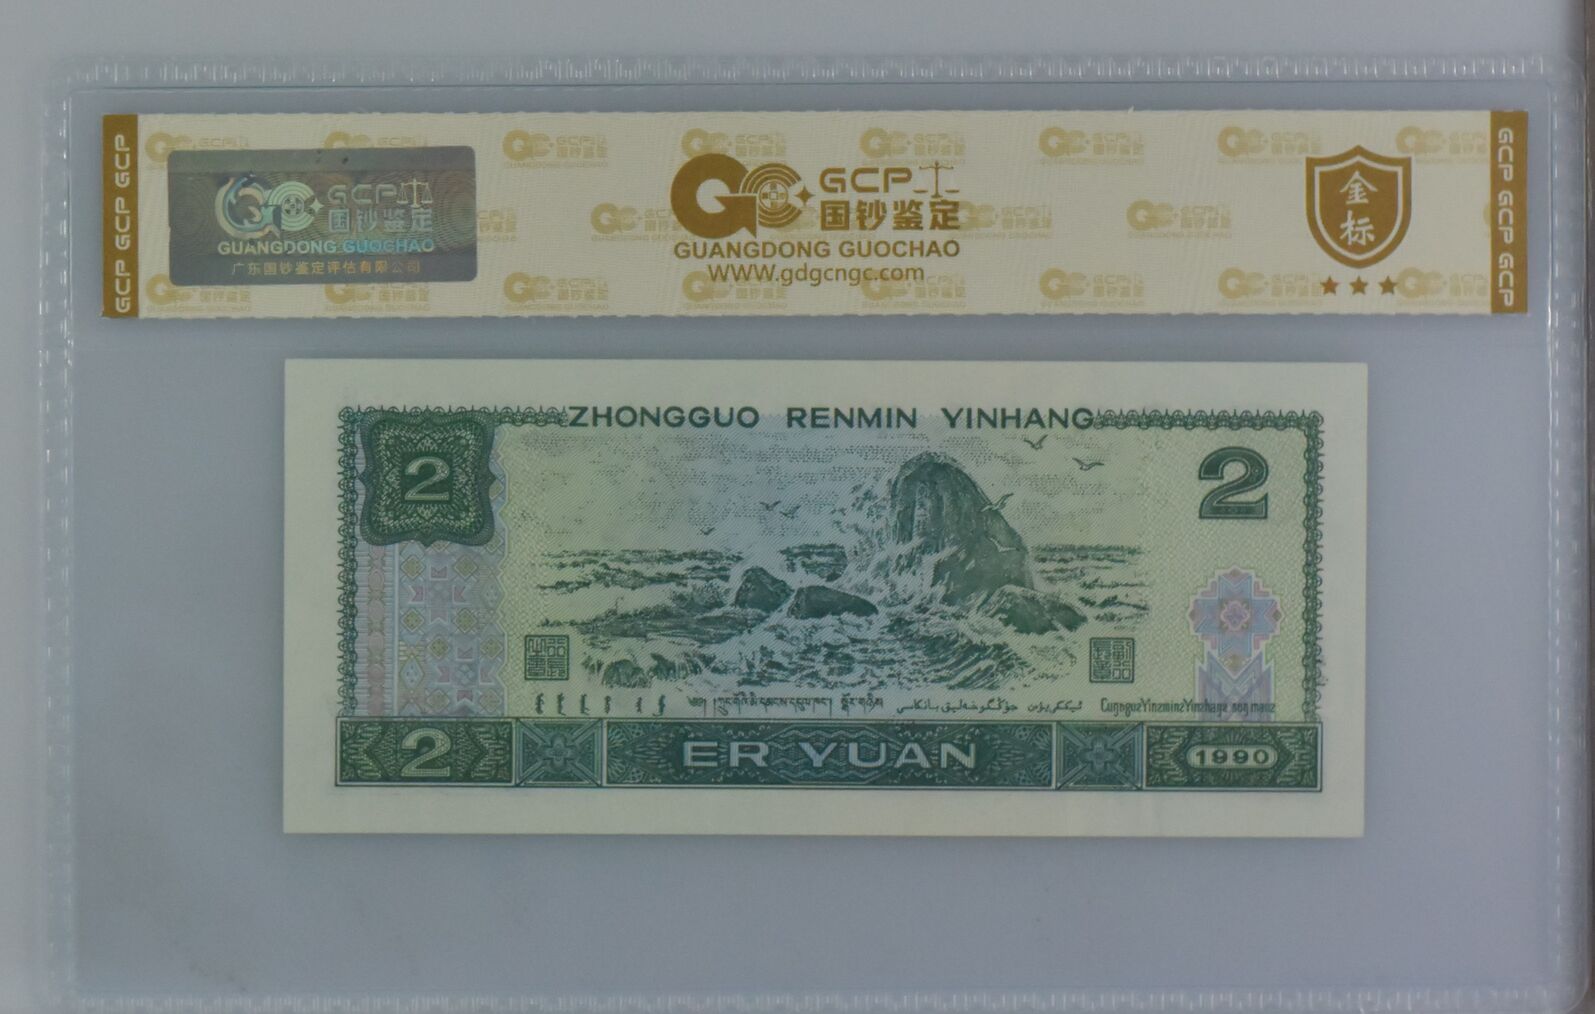 GCP GCP GCP
GCP
国钞鉴定
GUANGDONG GUOCHAO
广东国钞鉴定评估有限公司
GCP
国钞鉴定
GUANGDONG GUOCHAO
WWW.gdgcngc.com
金标
GCP GCP GCP
ZHONGGUO RENMIN YINHANG
2
2
2
ER YUAN
1990